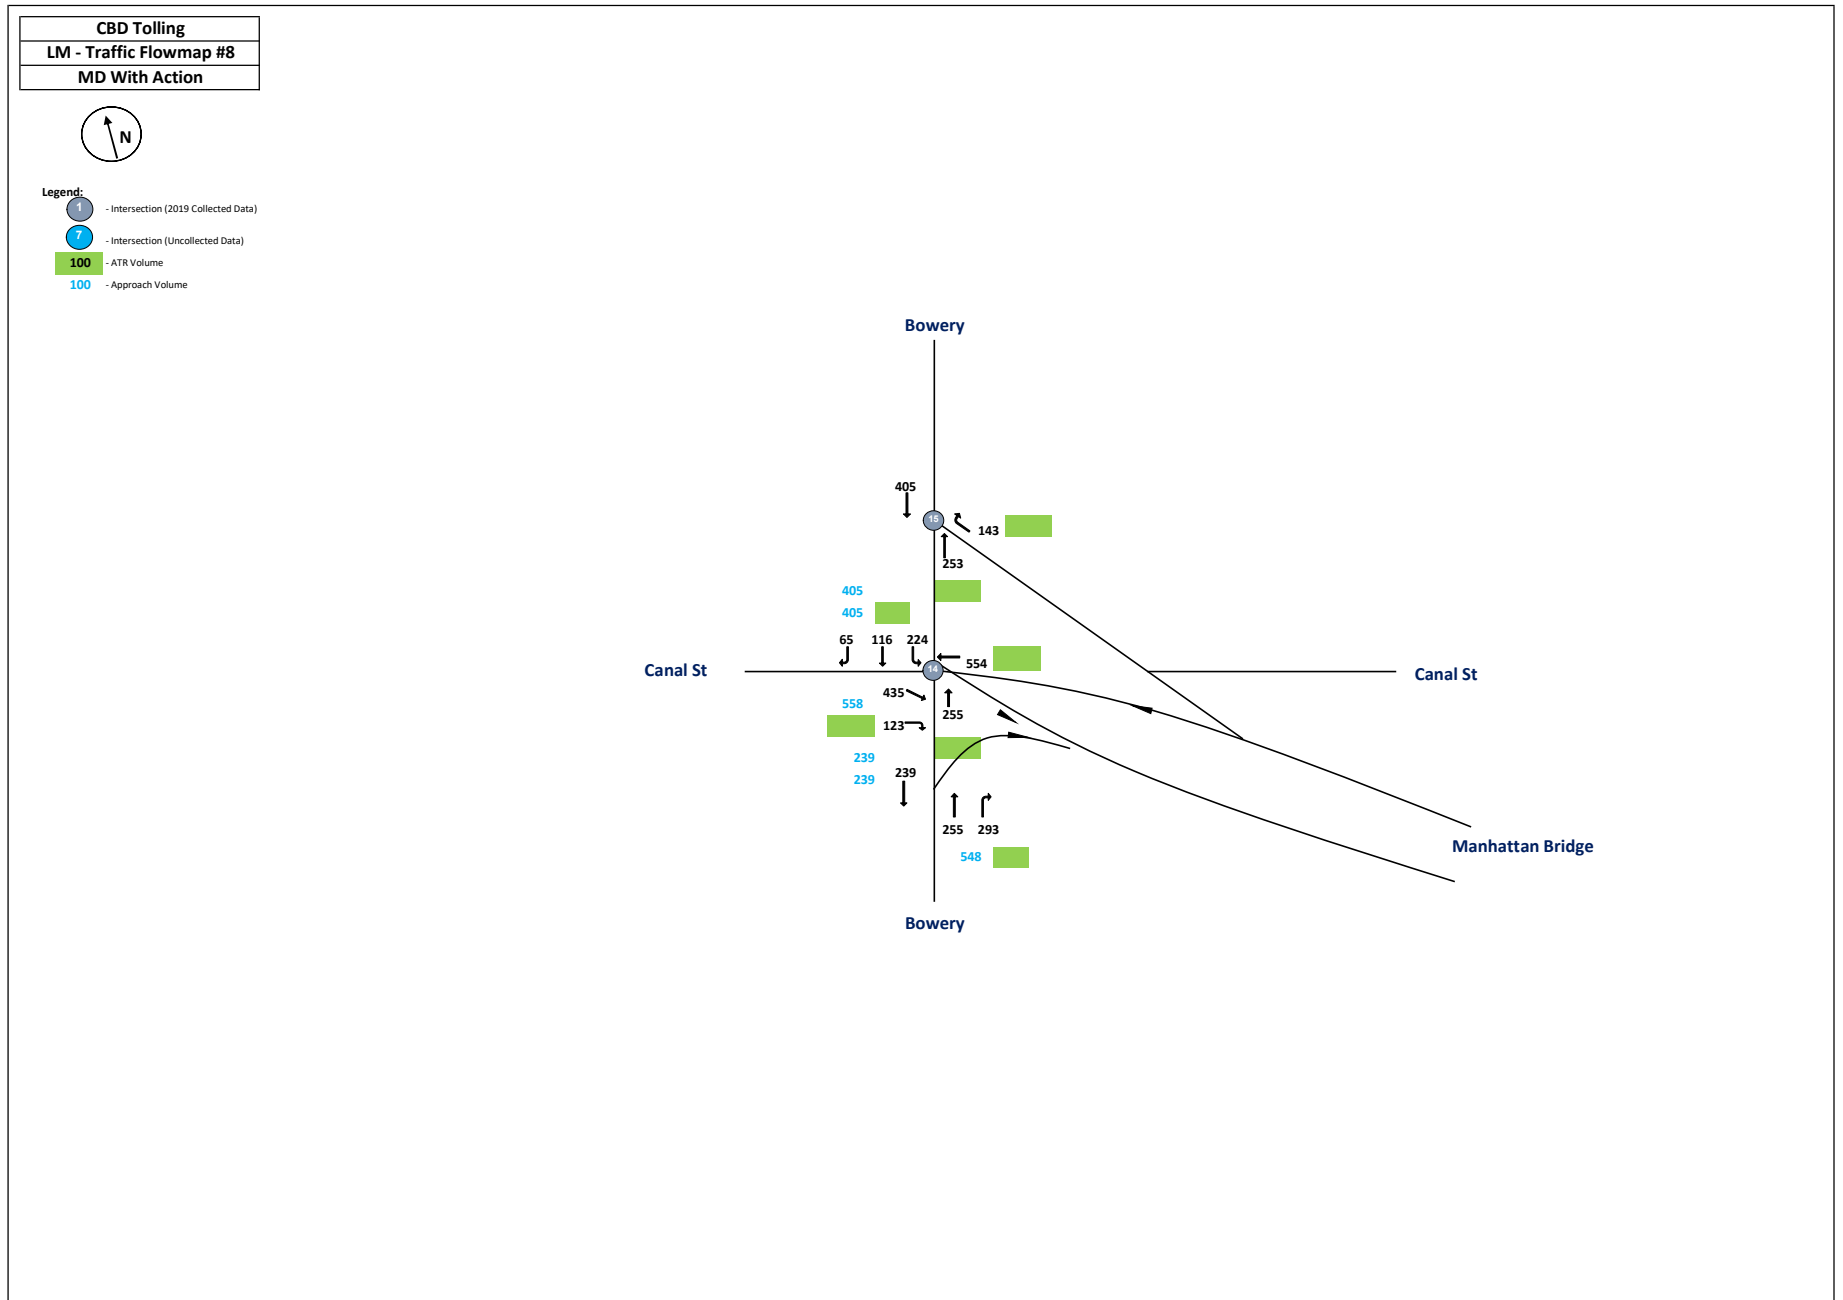 CBD Tolling
LM - Traffic Flowmap #8
MD With Action
N
Legend:
1 - Intersection (2019 Collected Data)
7 - Intersection (Uncollected Data)
100 - ATR Volume
100 - Approach Volume
Bowery
405
15
143
253
405
405
65 116 224
554
Canal St
14
Canal St
435
558
255
123
239
239
239
255 293
Manhattan Bridge
548
Bowery